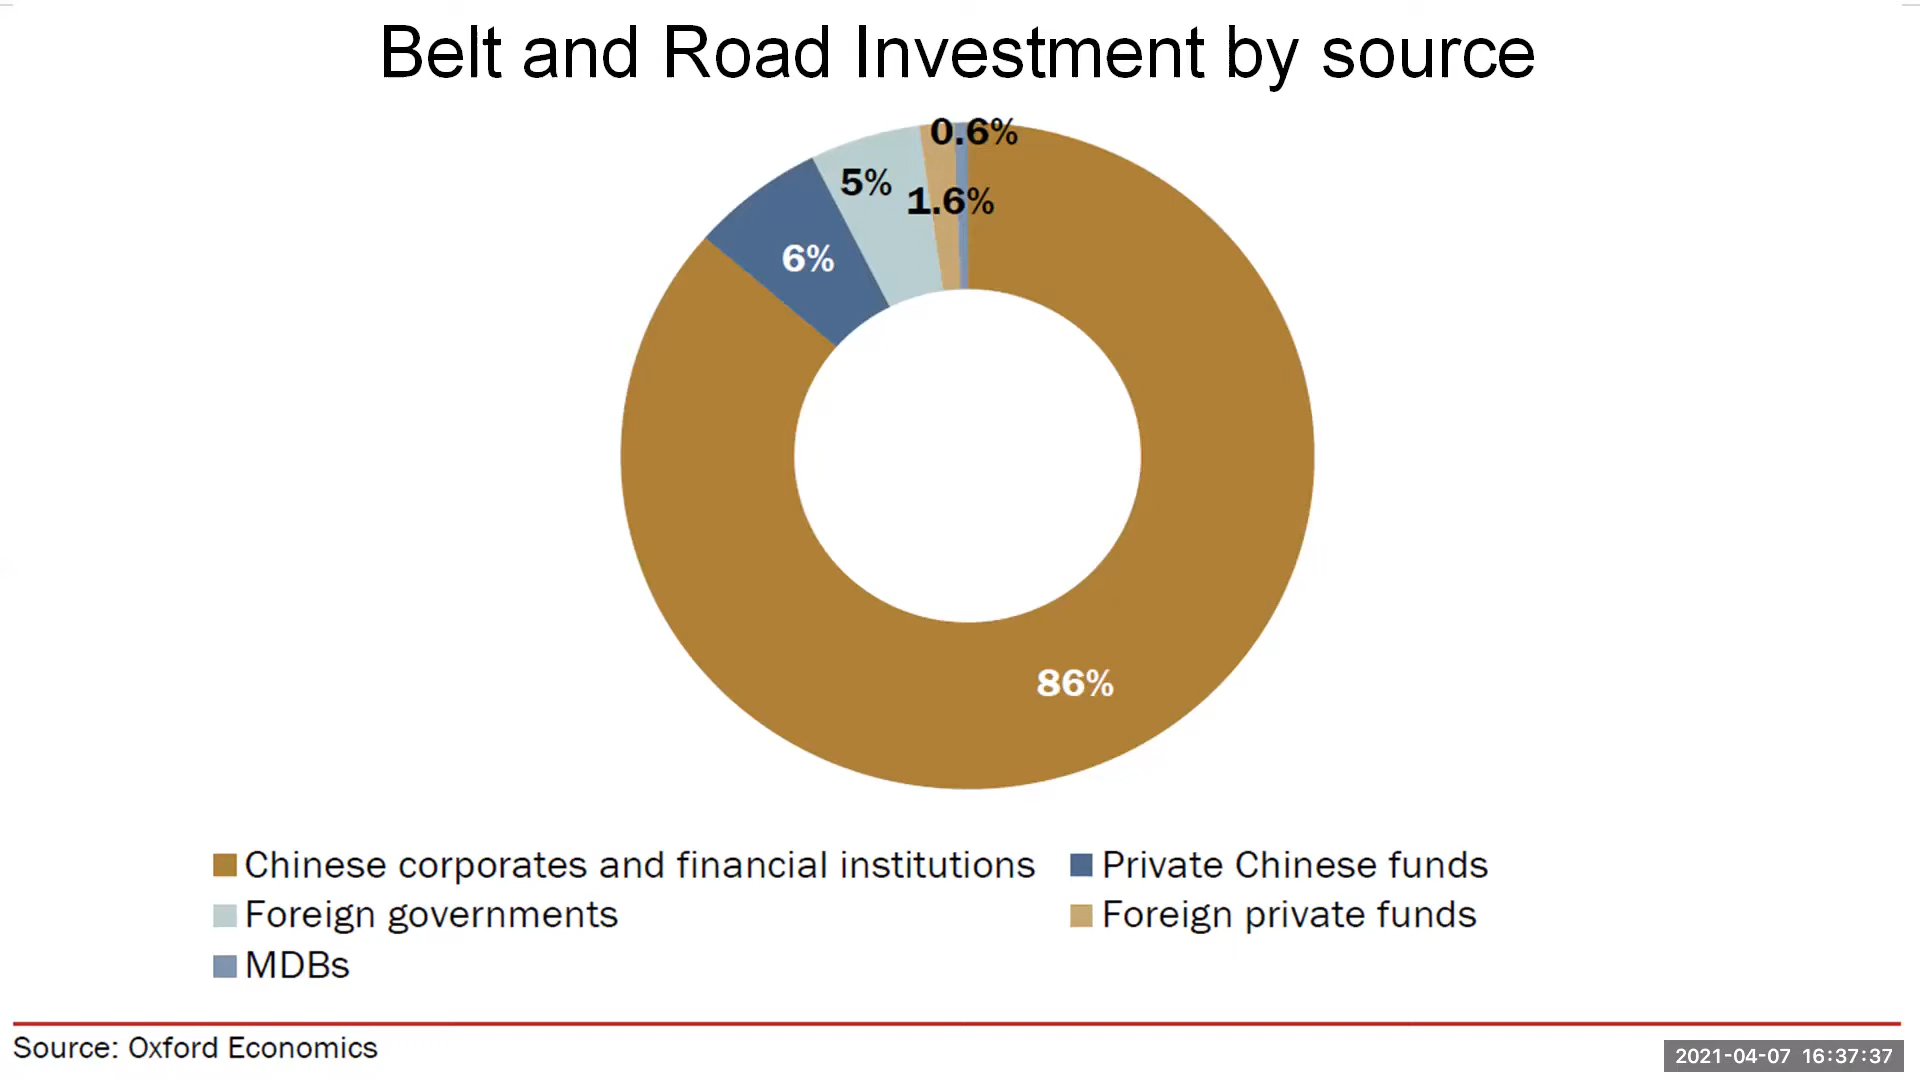 Belt and Road Investment by source
0.6%
5%
1.6%
6%
86%
Chinese corporates and financial institutions
Private Chinese funds
Foreign governments
Foreign private funds
MDBs
Source: Oxford Economics
2021-04-07 16:37:37